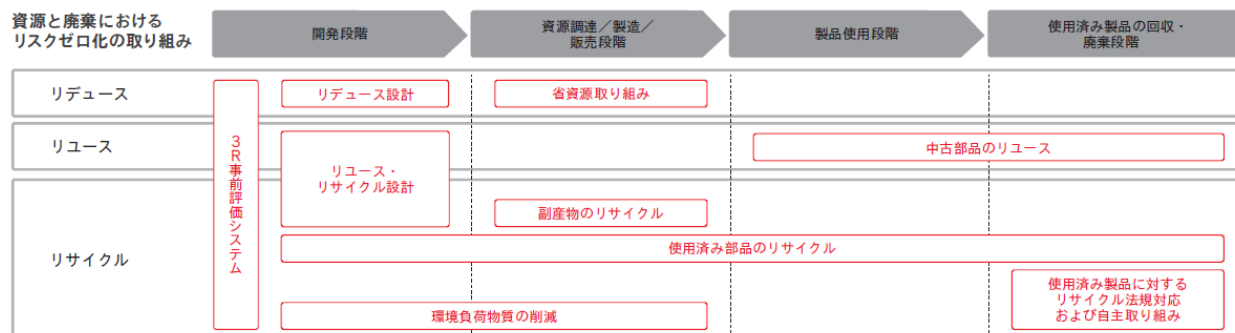 資源と廃棄における
リスクゼロ化の取り組み
開発段階
資源調達／製造／
販売段階
製品使用段階
使用済み製品の回収・
廃棄段階
リデュース
リデュース設計
省資源取り組み
3R事前評価システム
リユース
リユース・
リサイクル設計
中古部品のリユース
リサイクル
副産物のリサイクル
使用済み部品のリサイクル
環境負荷物質の削減
使用済み製品に対する
リサイクル法規対応
および自主取り組み